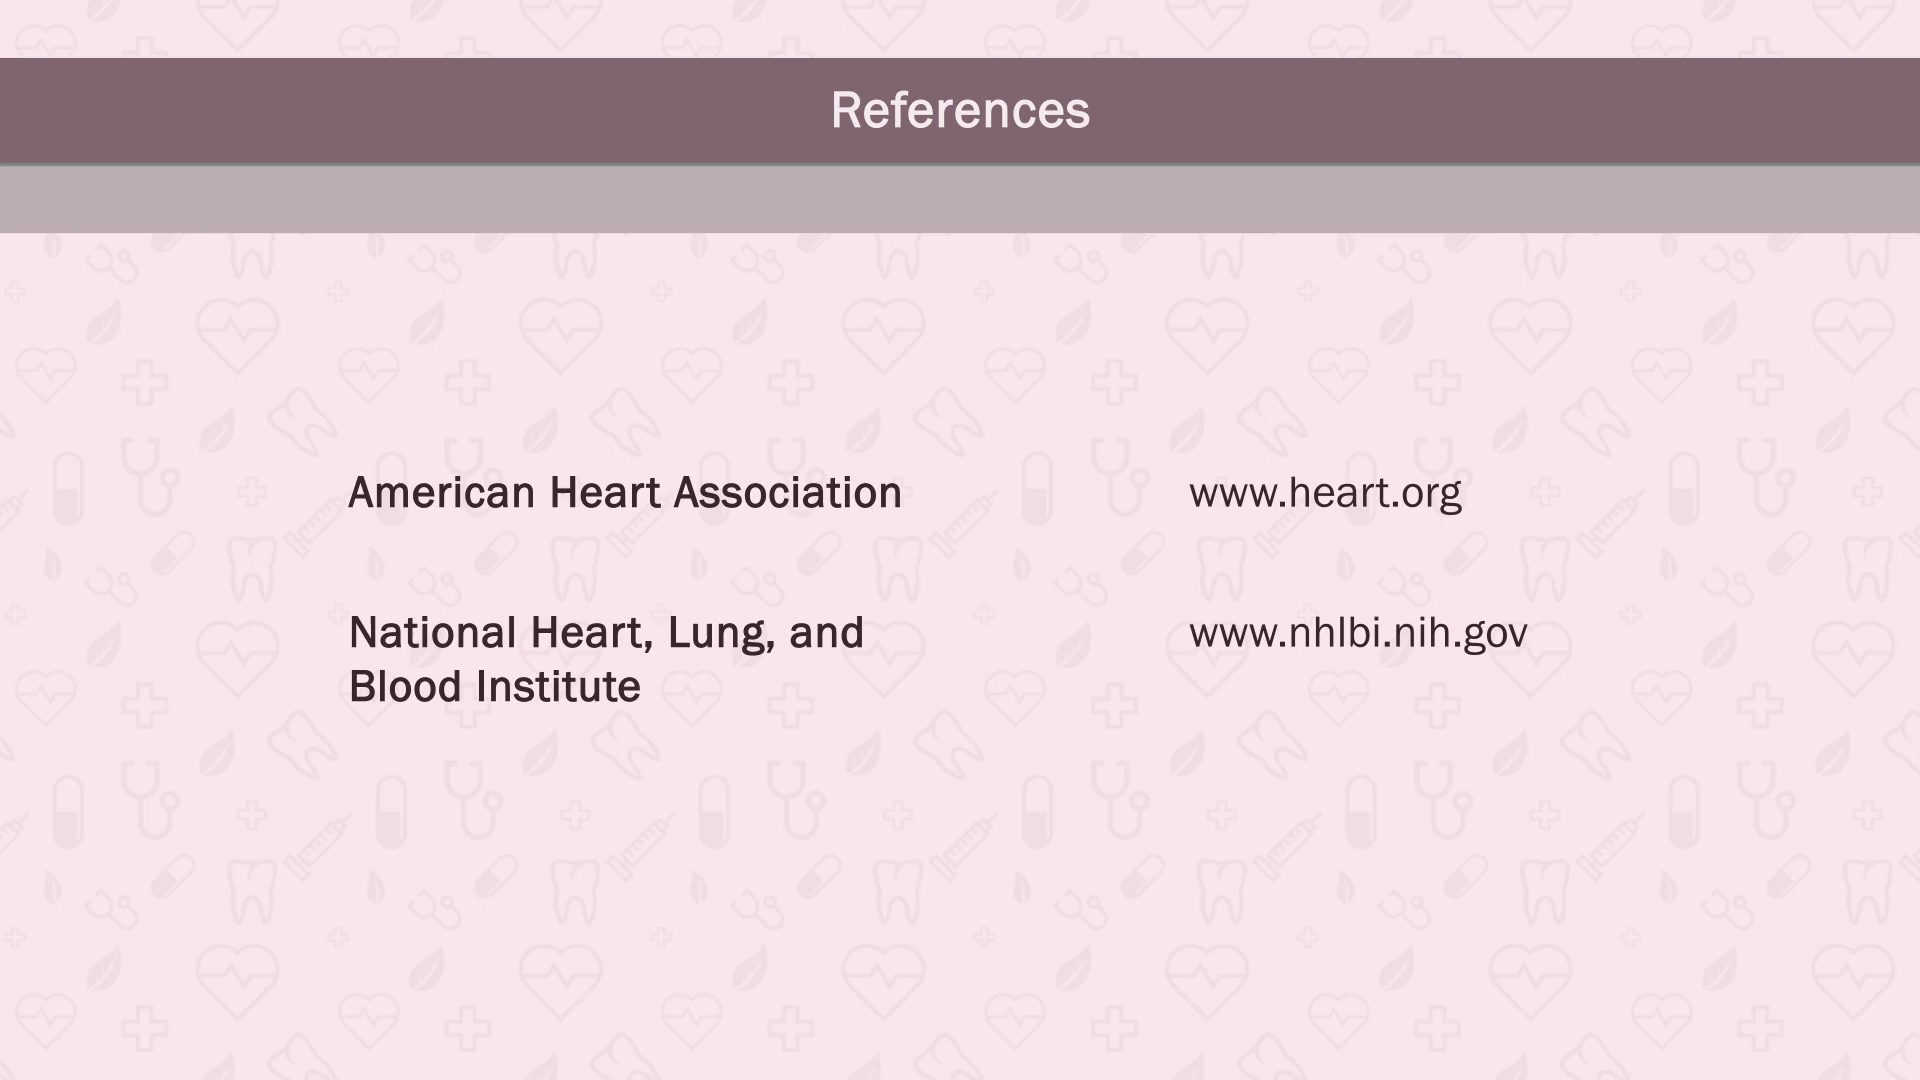 References
American Heart Association
www.heart.org
National Heart, Lung, and
Blood Institute
www.nhlbi.nih.gov